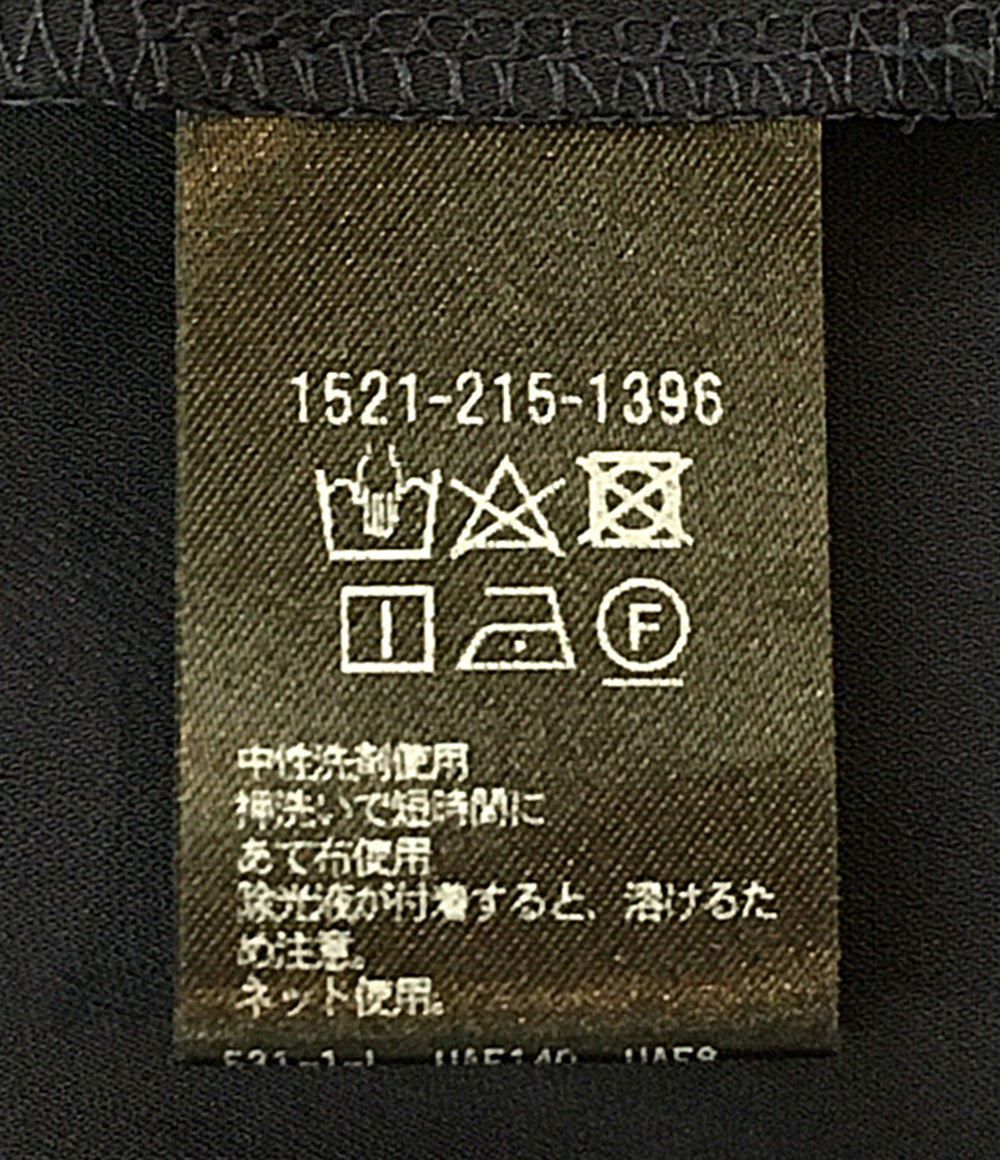 1521-215-1396
F
中性洗剤使用
押洗いで短時間に
あて布使用
除光液が付着すると、溶けるた
め注意。
ネット使用。